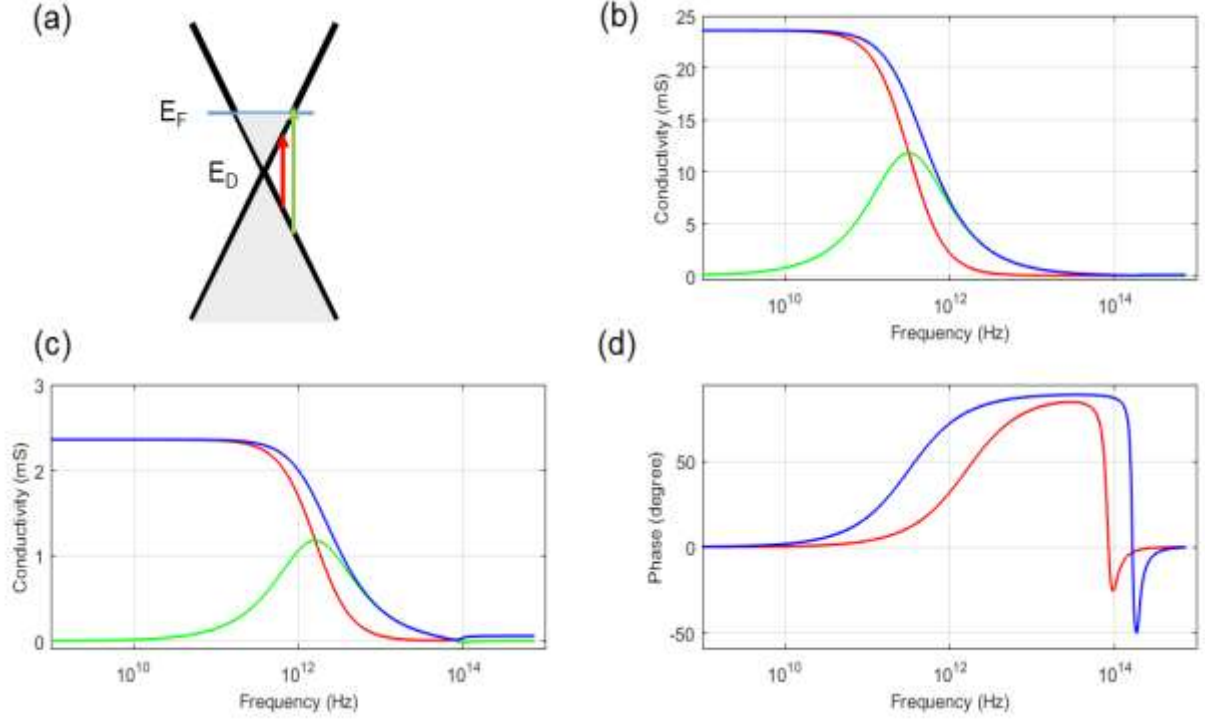 (a)
E_F
E_D
(b)
25
20
15
10
5
0
Conductivity (mS)
10^10
10^12
10^14
Frequency (Hz)
(c)
3
2
1
0
Conductivity (mS)
10^10
10^12
10^14
Frequency (Hz)
(d)
50
0
-50
Phase (degree)
10^10
10^12
10^14
Frequency (Hz)